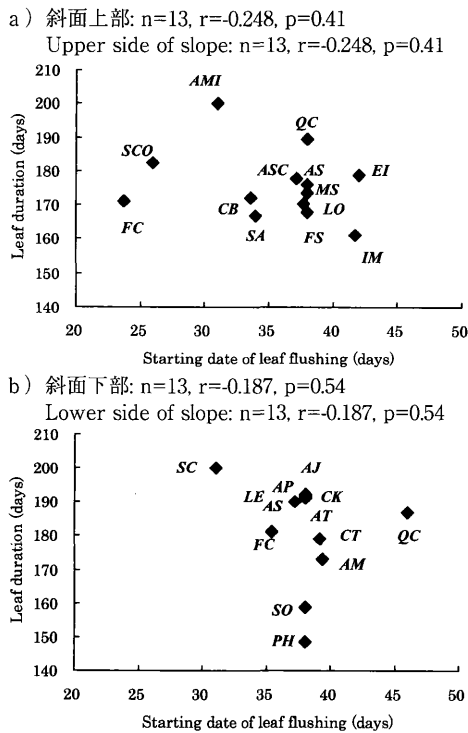 a) 斜面上部: n=13, r=-0.248, p=0.41
Upper side of slope: n=13, r=-0.248, p=0.41
210
200
190
180
170
160
150
140
Leaf duration (days)
AMI
QC
SCO
ASC
AS
EI
MS
FC
CB
LO
SA
FS
IM
20 25 30 35 40 45 50
Starting date of leaf flushing (days)
b) 斜面下部: n=13, r=-0.187, p=0.54
Lower side of slope: n=13, r=-0.187, p=0.54
210
200
190
180
170
160
150
140
Leaf duration (days)
SC
AJ
AP
LE
CK
AS
AT
FC
CT
QC
AM
SO
PH
20 25 30 35 40 45 50
Starting date of leaf flushing (days)